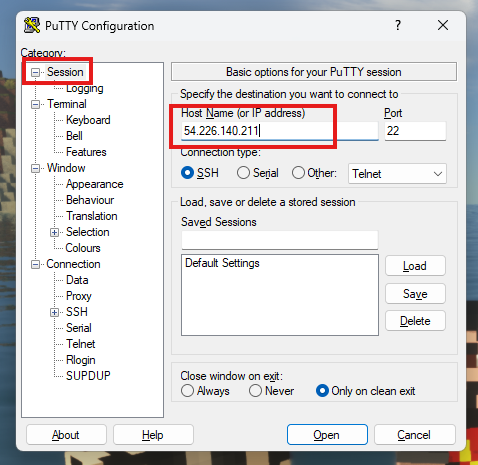 PuTTY Configuration
?
Category:
Session
Logging
Terminal
Keyboard
Bell
Features
Window
Appearance
Behaviour
Translation
Selection
Colours
Connection
Data
Proxy
SSH
Serial
Telnet
Rlogin
SUPDUP
Basic options for your PuTTY session
Specify the destination you want to connect to
Host Name (or IP address) Port
54.226.140.211 22
Connection type:
SSH Serial Other: Telnet
Load, save or delete a stored session
Saved Sessions
Default Settings
Load
Save
Delete
Close window on exit:
Always Never Only on clean exit
About Help Open Cancel